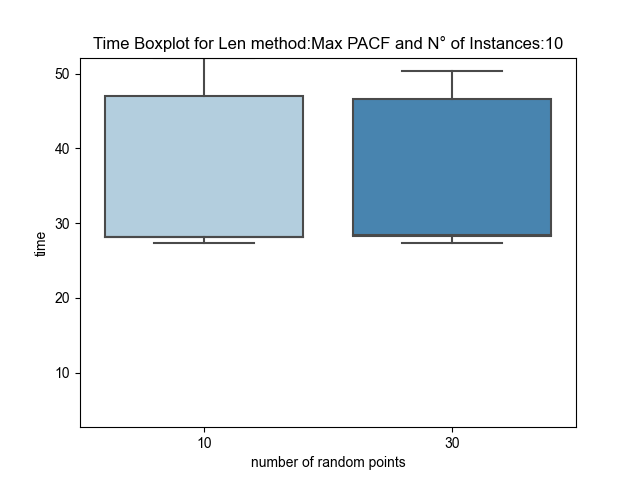 Time Boxplot for Len method:Max PACF and N° of Instances:10
50
40
30
20
10
time
10 30
number of random points